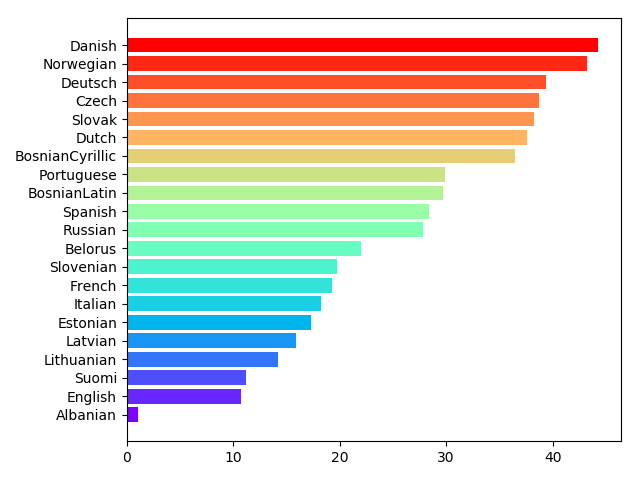 Danish
Norwegian
Deutsch
Czech
Slovak
Dutch
BosnianCyrillic
Portuguese
BosnianLatin
Spanish
Russian
Belorus
Slovenian
French
Italian
Estonian
Latvian
Lithuanian
Suomi
English
Albanian
0 10 20 30 40